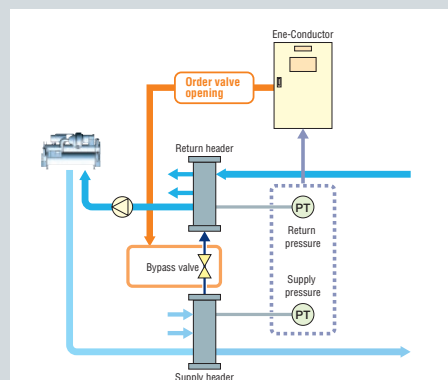 Ene-Conductor
Order valve
opening
Return header
PT
Return
pressure
Bypass valve
Supply
pressure
PT
Supply header